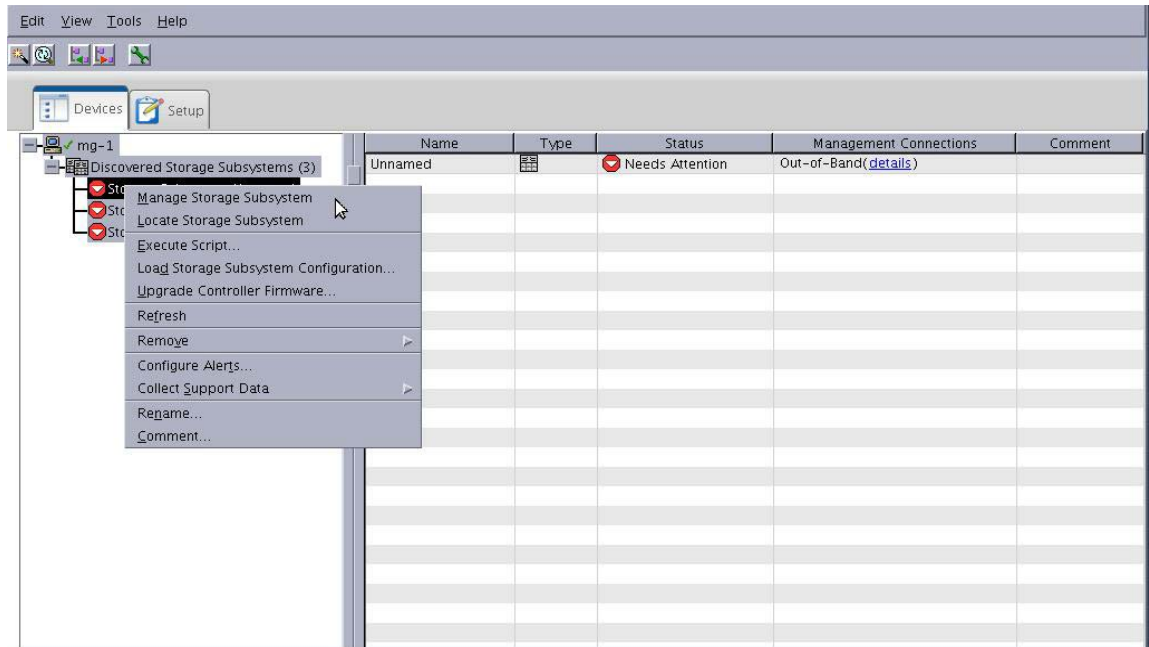 Edit View Tools Help
Devices Setup
mg-1
Discovered Storage Subsystems (3)
Name Type Status Management Connections Comment
Unnamed Needs Attention Out-of-Band(details)
Manage Storage Subsystem
Locate Storage Subsystem
Execute Script...
Load Storage Subsystem Configuration...
Upgrade Controller Firmware...
Refresh
Remove
Configure Alerts...
Collect Support Data
Rename...
Comment...